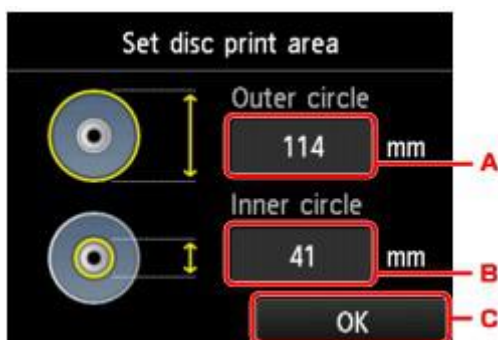 Set disc print area
Outer circle
114 mm
A
Inner circle
41 mm
B
OK
C